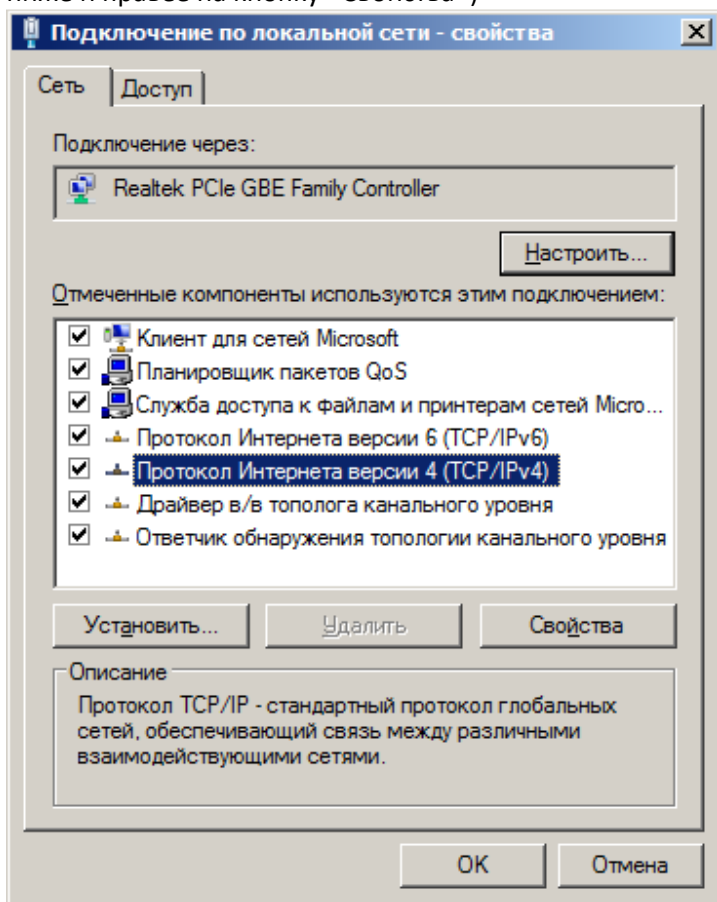 Подключение по локальной сети - свойства
Сеть
Доступ
Подключение через:
Realtek PCIe GBE Family Controller
Настроить...
Отмеченные компоненты используются этим подключением:
Клиент для сетей Microsoft
Планировщик пакетов QoS
Служба доступа к файлам и принтерам сетей Micro...
Протокол Интернета версии 6 (TCP/IPv6)
Протокол Интернета версии 4 (TCP/IPv4)
Драйвер в/в тополога канального уровня
Ответчик обнаружения топологии канального уровня
Установить...
Удалить
Свойства
Описание
Протокол TCP/IP - стандартный протокол глобальных
сетей, обеспечивающий связь между различными
взаимодействующими сетями.
OK
Отмена